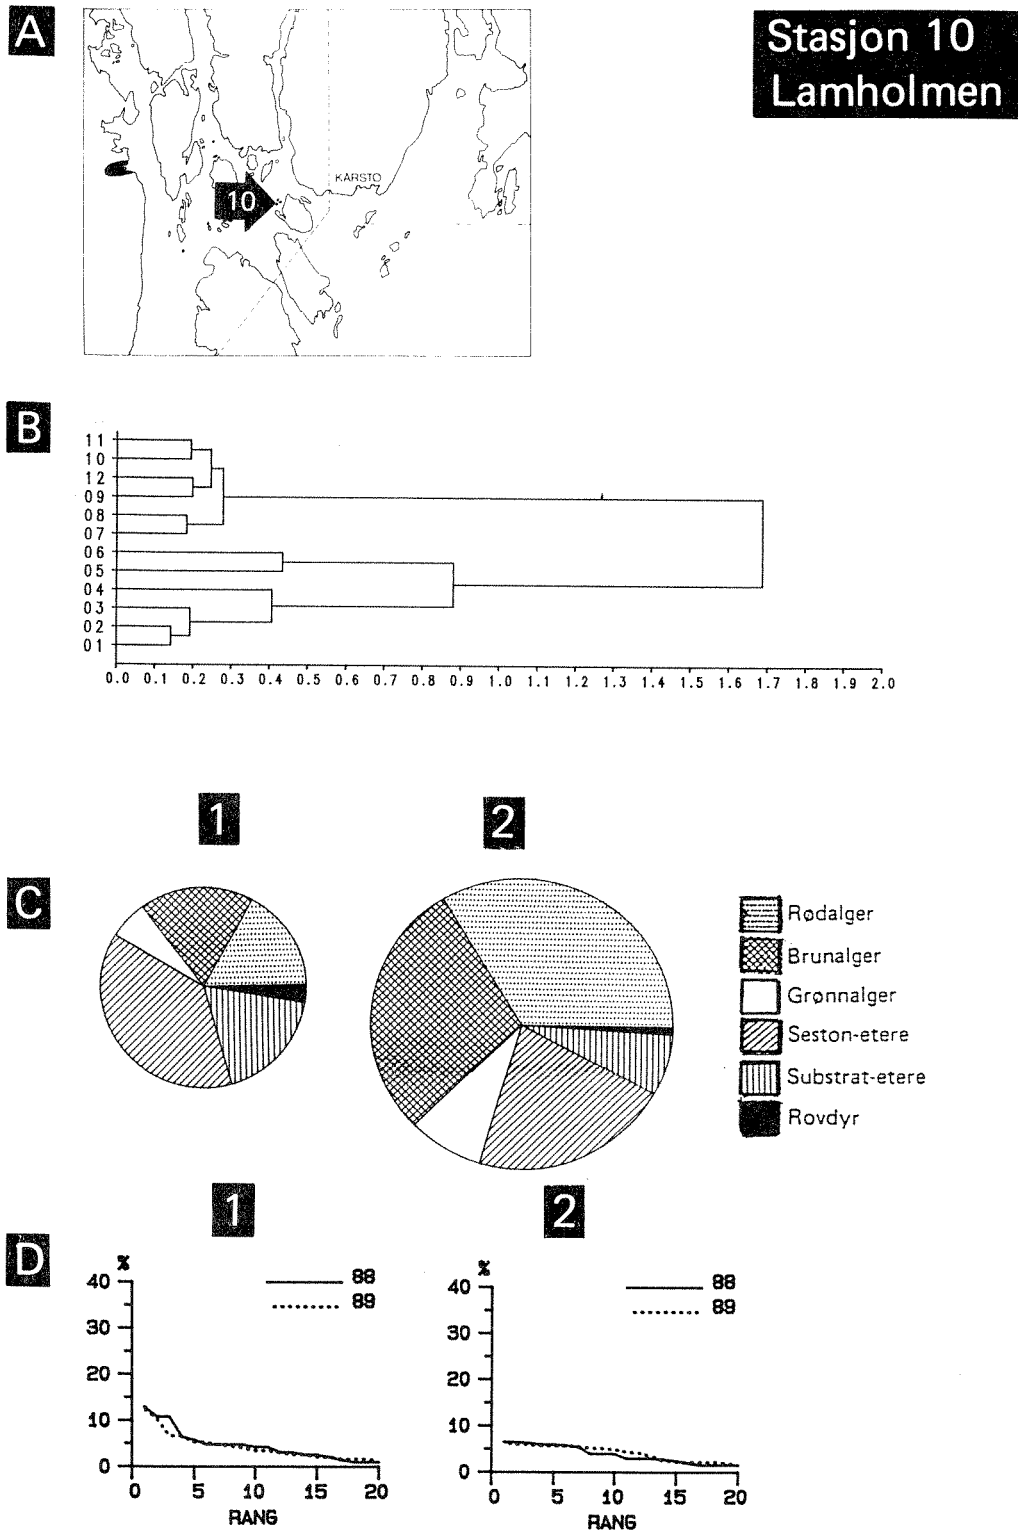 A
Stasjon 10
Lamholmen
KÅRSTØ
10
B
11
10
12
09
08
07
06
05
04
03
02
01
0.0 0.1 0.2 0.3 0.4 0.5 0.6 0.7 0.8 0.9 1.0 1.1 1.2 1.3 1.4 1.5 1.6 1.7 1.8 1.9 2.0
1 2
C
Rødalger
Brunalger
Grønnalger
Seston-etere
Substrat-etere
Rovdyr
1 2
D
%
40
30
20
10
0
88
89
0 5 10 15 20
RANG
%
40
30
20
10
0
88
89
0 5 10 15 20
RANG